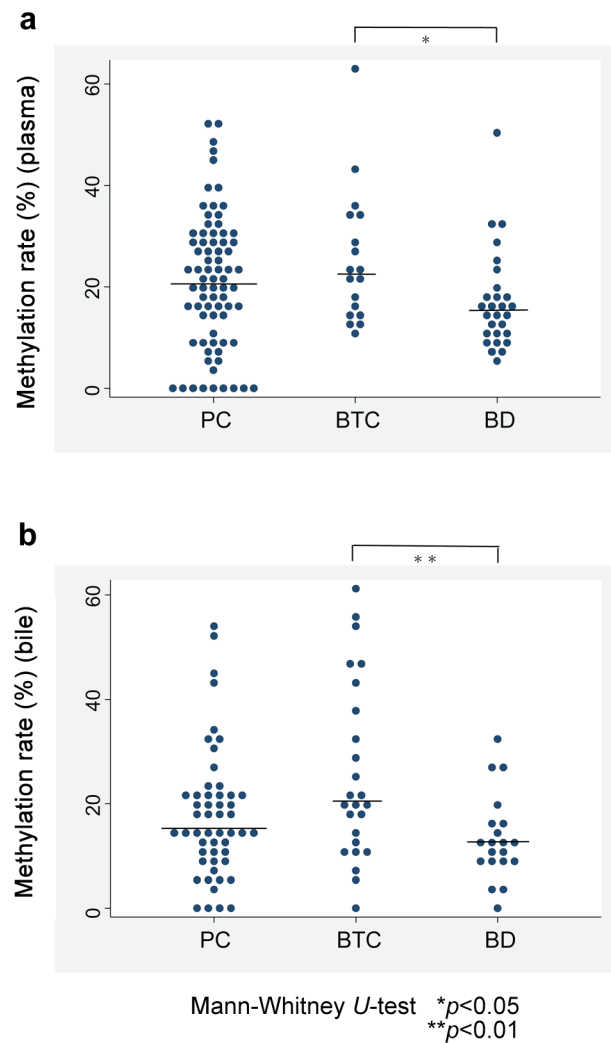 a
*
Methylation rate (%) (plasma)
60
40
20
0
PC BTC BD
b
**
Methylation rate (%) (bile)
60
40
20
0
PC BTC BD
Mann-Whitney U-test *p<0.05
**p<0.01